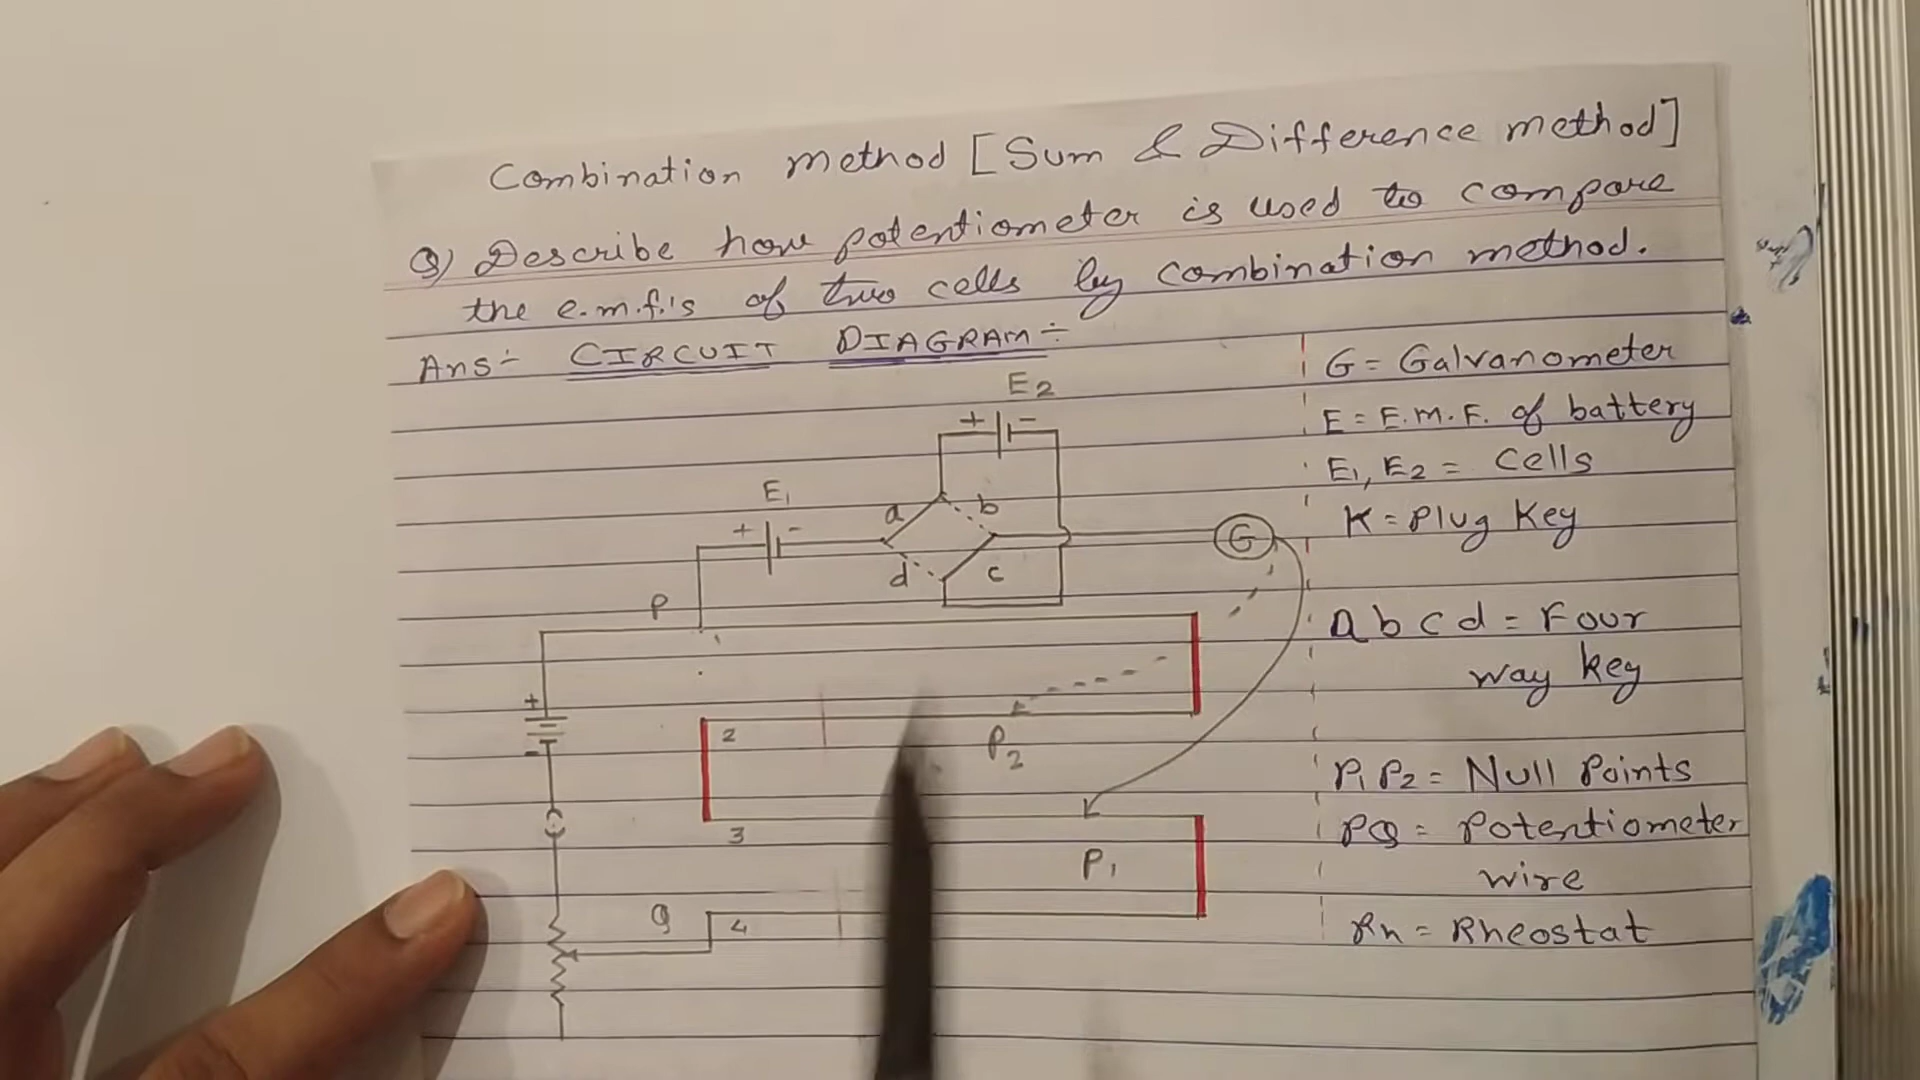 Combination method [Sum & Difference method]
Q) Describe how potentiometer is used to compare
the e.m.f.'s of two cells by combination method.
Ans:- CIRCUIT DIAGRAM:-
E2
+ -
E1
+ -
a
b
d
c
G
P
+
-
2
P2
3
P1
Q
4
G = Galvanometer
E = E.M.F. of battery
E1, E2 = Cells
K = Plug Key
a b c d = Four
way key
P1 P2 = Null Points
PQ = Potentiometer
wire
Rh = Rheostat